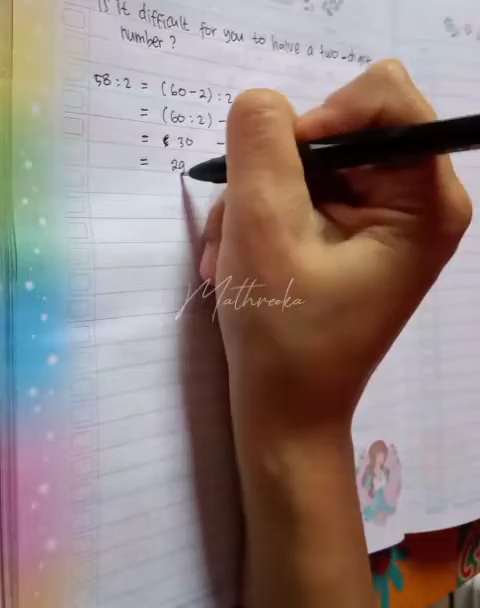 Is it difficult for you to halve a two-digit
number ?
58 : 2 = (60 - 2) : 2
= (60 : 2) -
= 30 -
= 29
Mathreeka